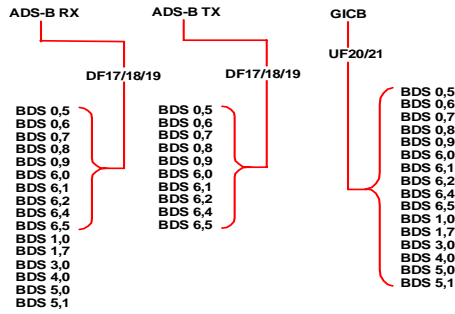 ADS-B RX
DF17/18/19
BDS 0,5
BDS 0,6
BDS 0,7
BDS 0,8
BDS 0,9
BDS 6,0
BDS 6,1
BDS 6,2
BDS 6,4
BDS 6,5
BDS 1,0
BDS 1,7
BDS 3,0
BDS 4,0
BDS 5,0
BDS 5,1
ADS-B TX
DF17/18/19
BDS 0,5
BDS 0,6
BDS 0,7
BDS 0,8
BDS 0,9
BDS 6,0
BDS 6,1
BDS 6,2
BDS 6,4
BDS 6,5
GICB
UF20/21
BDS 0,5
BDS 0,6
BDS 0,7
BDS 0,8
BDS 0,9
BDS 6,0
BDS 6,1
BDS 6,2
BDS 6,4
BDS 6,5
BDS 1,0
BDS 1,7
BDS 3,0
BDS 4,0
BDS 5,0
BDS 5,1